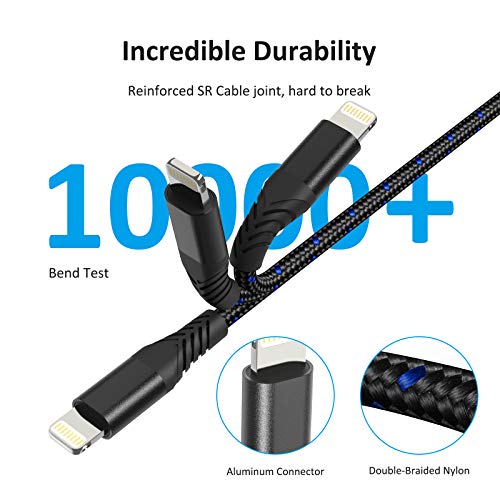 Incredible Durability
Reinforced SR Cable joint, hard to break
10000+
Bend Test
Aluminum Connector
Double-Braided Nylon